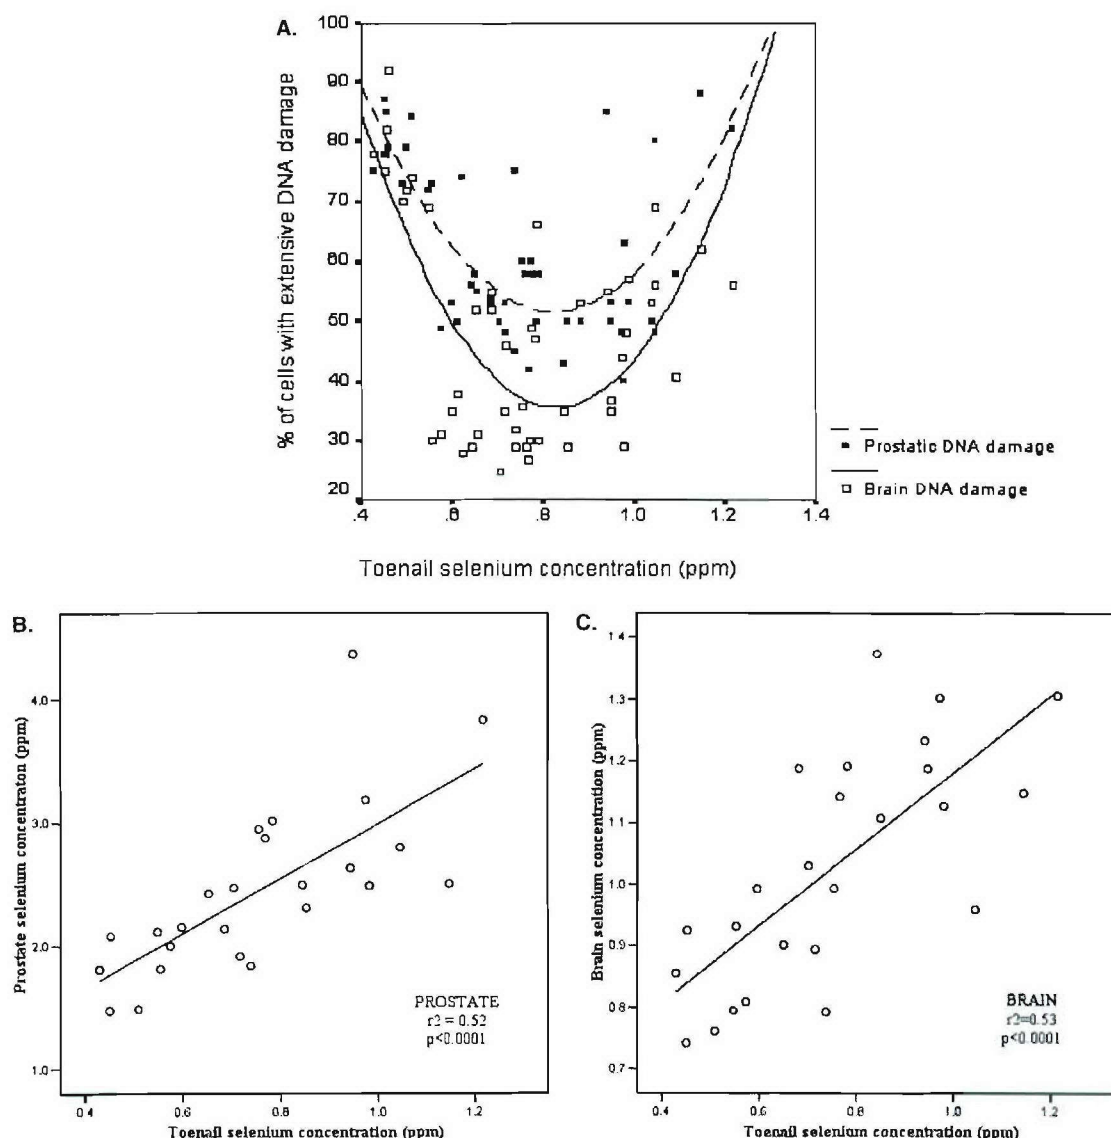 A.
% of cells with extensive DNA damage
100
90
80
70
60
50
40
30
20
.4
.6
.8
1.0
1.2
1.4
Toenail selenium concentration (ppm)
Prostatic DNA damage
Brain DNA damage
B.
Prostate selenium concentraton (ppm)
4.0
3.0
2.0
1.0
PROSTATE
r2 = 0.52
p<0.0001
0.4
0.6
0.8
1.0
1.2
Toenail selenium concentration (ppm)
C.
Brain selenium concentration (ppm)
1.4
1.3
1.2
1.1
1.0
0.9
0.8
0.7
BRAIN
r2=0.53
p<0.0001
0.4
0.6
0.8
1.0
1.2
Toenail selenium concentration (ppm)